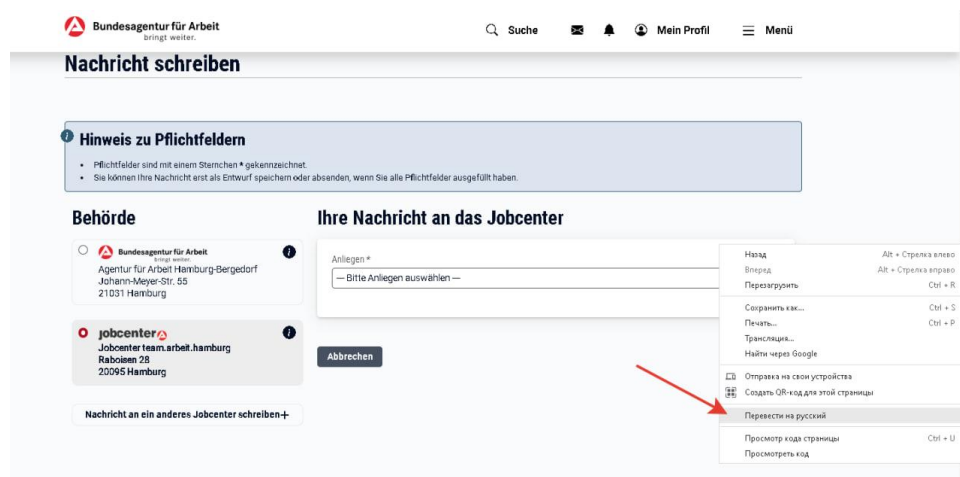 Bundesagentur für Arbeit
bringt weiter.
Suche
Mein Profil
Menü
Nachricht schreiben
Hinweis zu Pflichtfeldern
• Pflichtfelder sind mit einem Sternchen * gekennzeichnet.
• Sie können Ihre Nachricht erst als Entwurf speichern oder absenden, wenn Sie alle Pflichtfelder ausgefüllt haben.
Behörde
Bundesagentur für Arbeit
bringt weiter.
Agentur für Arbeit Hamburg-Bergedorf
Johann-Meyer-Str. 55
21031 Hamburg
jobcenter
Jobcenter team.arbeit.hamburg
Raboisen 28
20095 Hamburg
Nachricht an ein anderes Jobcenter schreiben+
Ihre Nachricht an das Jobcenter
Anliegen *
— Bitte Anliegen auswählen —
Abbrechen
Назад Alt + Стрелка влево
Вперед Alt + Стрелка вправо
Перезагрузить Ctrl + R
Сохранить как... Ctrl + S
Печать... Ctrl + P
Трансляция...
Найти через Google
Отправка на свои устройства
Создать QR-код для этой страницы
Перевести на русский
Просмотр кода страницы Ctrl + U
Просмотреть код